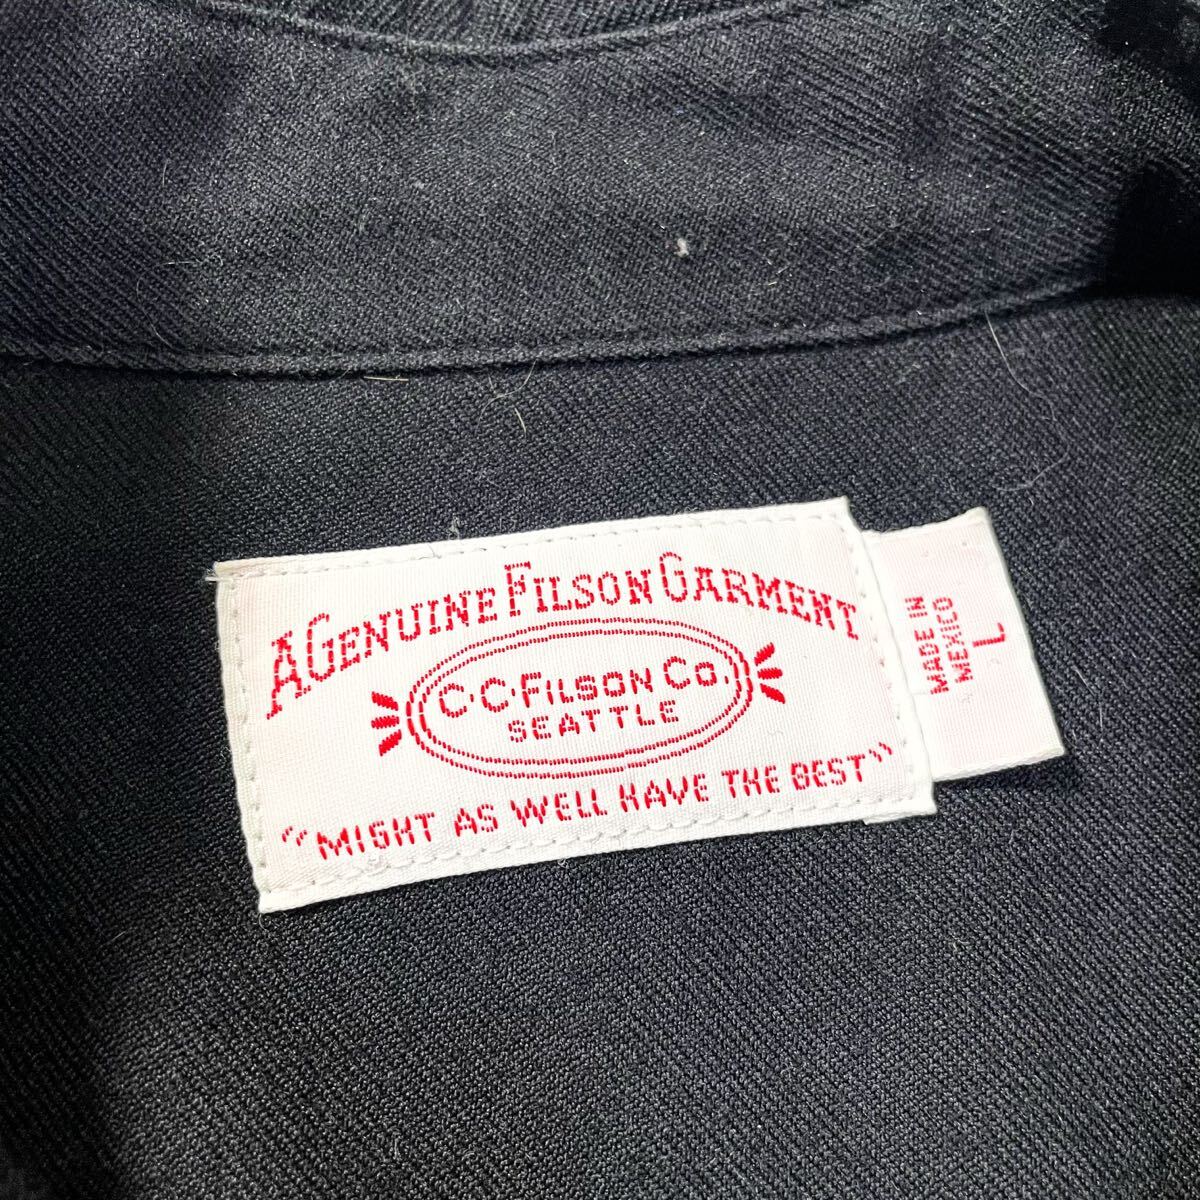 A GENUINE FILSON GARMENT
C.C. FILSON CO.
SEATTLE
"MIGHT AS WELL HAVE THE BEST"
MADE IN
MEXICO
L